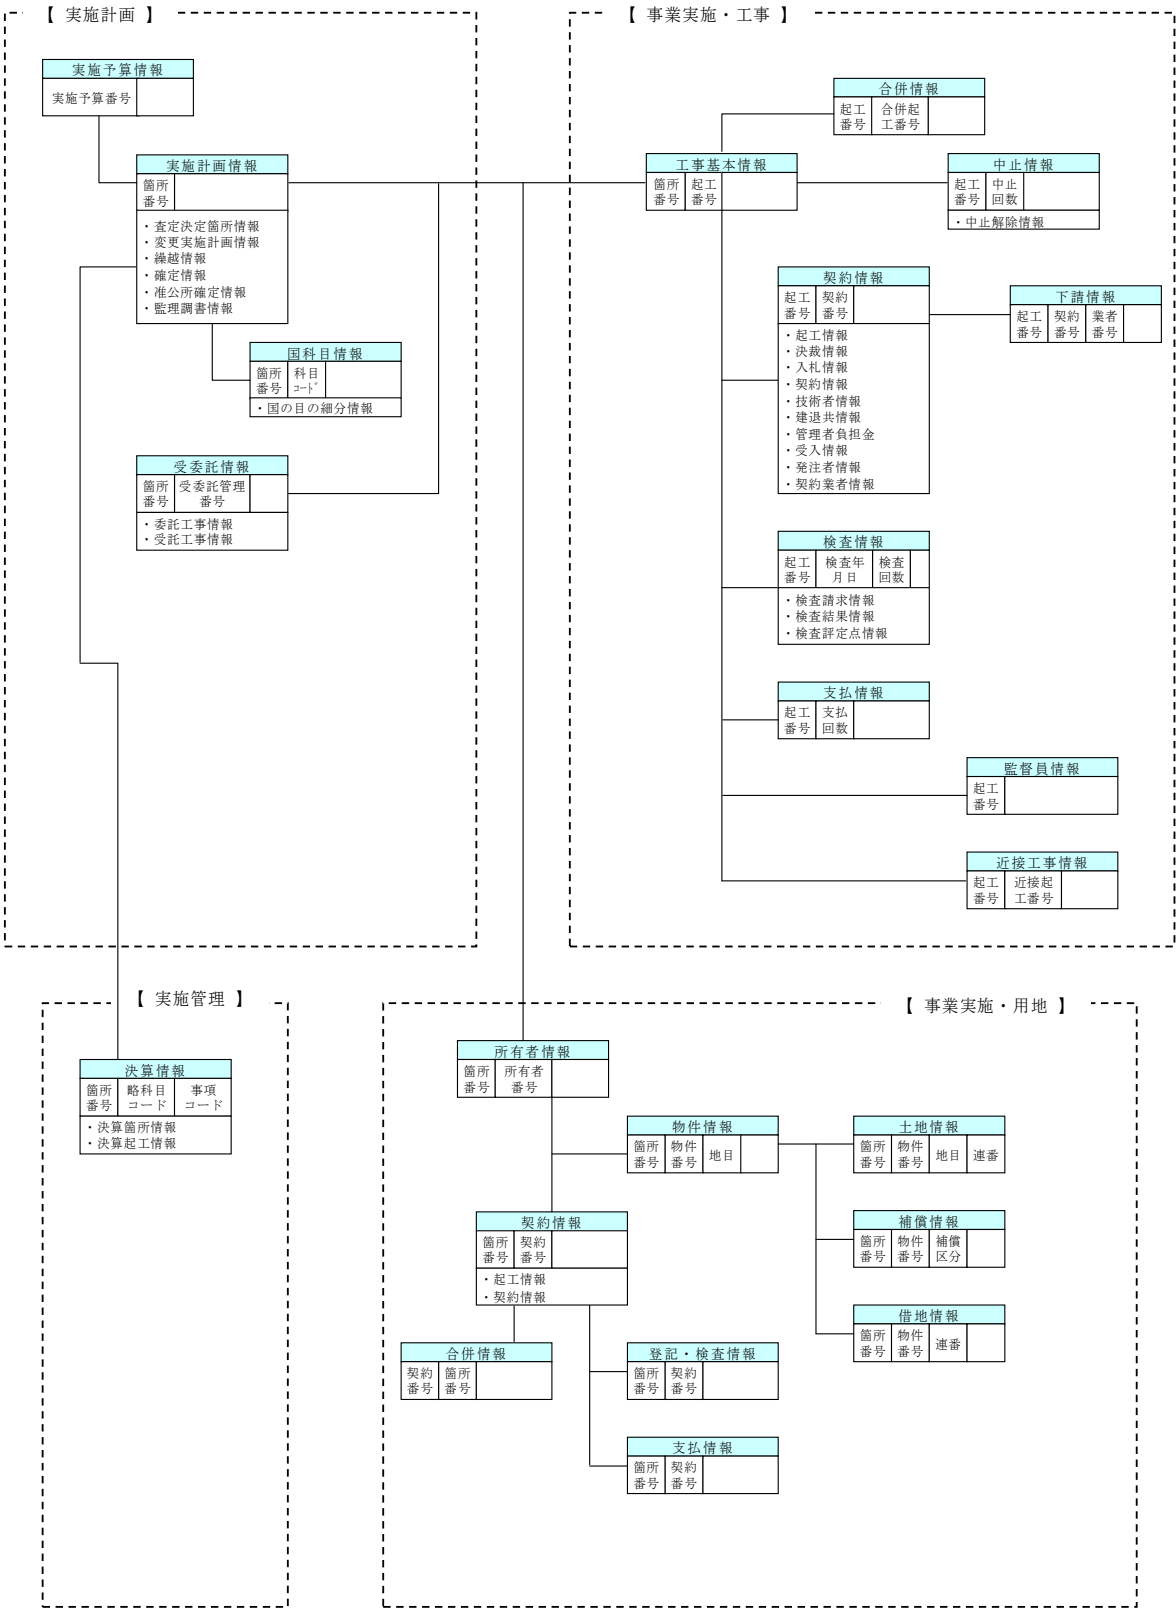 【 実施計画 】
実施予算情報
実施予算番号
実施計画情報
箇所
番号
・査定決定箇所情報
・変更実施計画情報
・繰越情報
・確定情報
・准公所確定情報
・監理調書情報
国科目情報
箇所
番号
科目
コード
・国の目の細分情報
受委託情報
箇所
番号
受委託管理
番号
・委託工事情報
・受託工事情報
【 事業実施・工事 】
合併情報
起工
番号
合併起
工番号
工事基本情報
箇所
番号
起工
番号
中止情報
起工
番号
中止
回数
・中止解除情報
契約情報
起工
番号
契約
番号
・起工情報
・決裁情報
・入札情報
・契約情報
・技術者情報
・建退共情報
・管理者負担金
・受入情報
・発注者情報
・契約業者情報
下請情報
起工
番号
契約
番号
業者
番号
検査情報
起工
番号
検査年
月日
検査
回数
・検査請求情報
・検査結果情報
・検査評定点情報
支払情報
起工
番号
支払
回数
監督員情報
起工
番号
近接工事情報
起工
番号
近接起
工番号
【 実施管理 】
決算情報
箇所
番号
略科目
コード
事項
コード
・決算箇所情報
・決算起工情報
【 事業実施・用地 】
所有者情報
箇所
番号
所有者
番号
物件情報
箇所
番号
物件
番号
地目
土地情報
箇所
番号
物件
番号
地目
連番
補償情報
箇所
番号
物件
番号
補償
区分
借地情報
箇所
番号
物件
番号
連番
契約情報
箇所
番号
契約
番号
・起工情報
・契約情報
合併情報
契約
番号
箇所
番号
登記・検査情報
箇所
番号
契約
番号
支払情報
箇所
番号
契約
番号